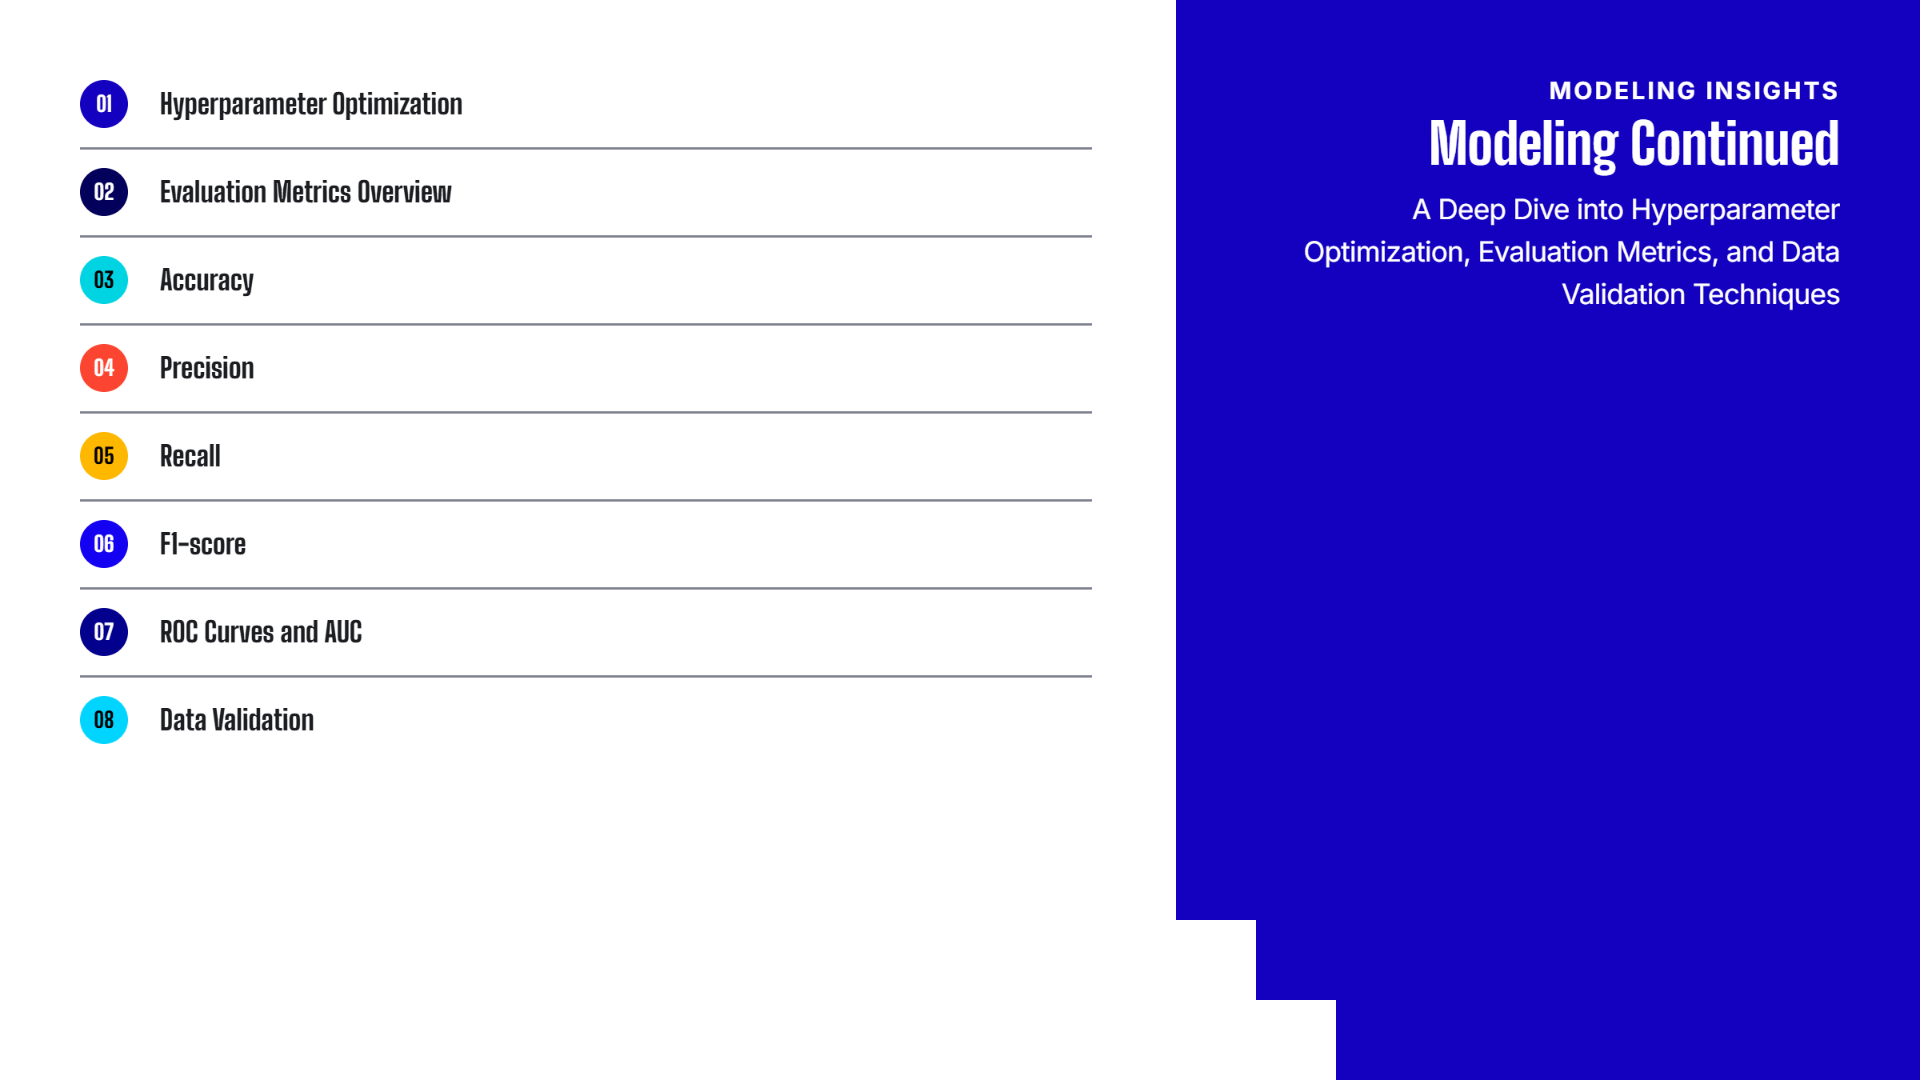 01 Hyperparameter Optimization
02 Evaluation Metrics Overview
03 Accuracy
04 Precision
05 Recall
06 F1-score
07 ROC Curves and AUC
08 Data Validation
MODELING INSIGHTS
Modeling Continued
A Deep Dive into Hyperparameter
Optimization, Evaluation Metrics, and Data
Validation Techniques